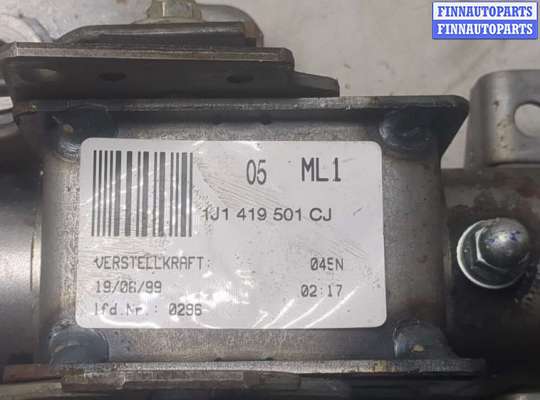 FINNAUTOPARTS
FINNAUTOPARTS
05 ML1
1J1 419 501 CJ
VERSTELLKRAFT: 045N
19/06/99 02:17
lfd.Nr.: 0296